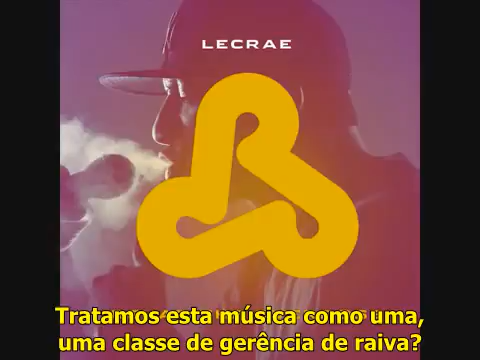 LECRAE
Tratamos esta música como uma,
uma classe de gerência de raiva?